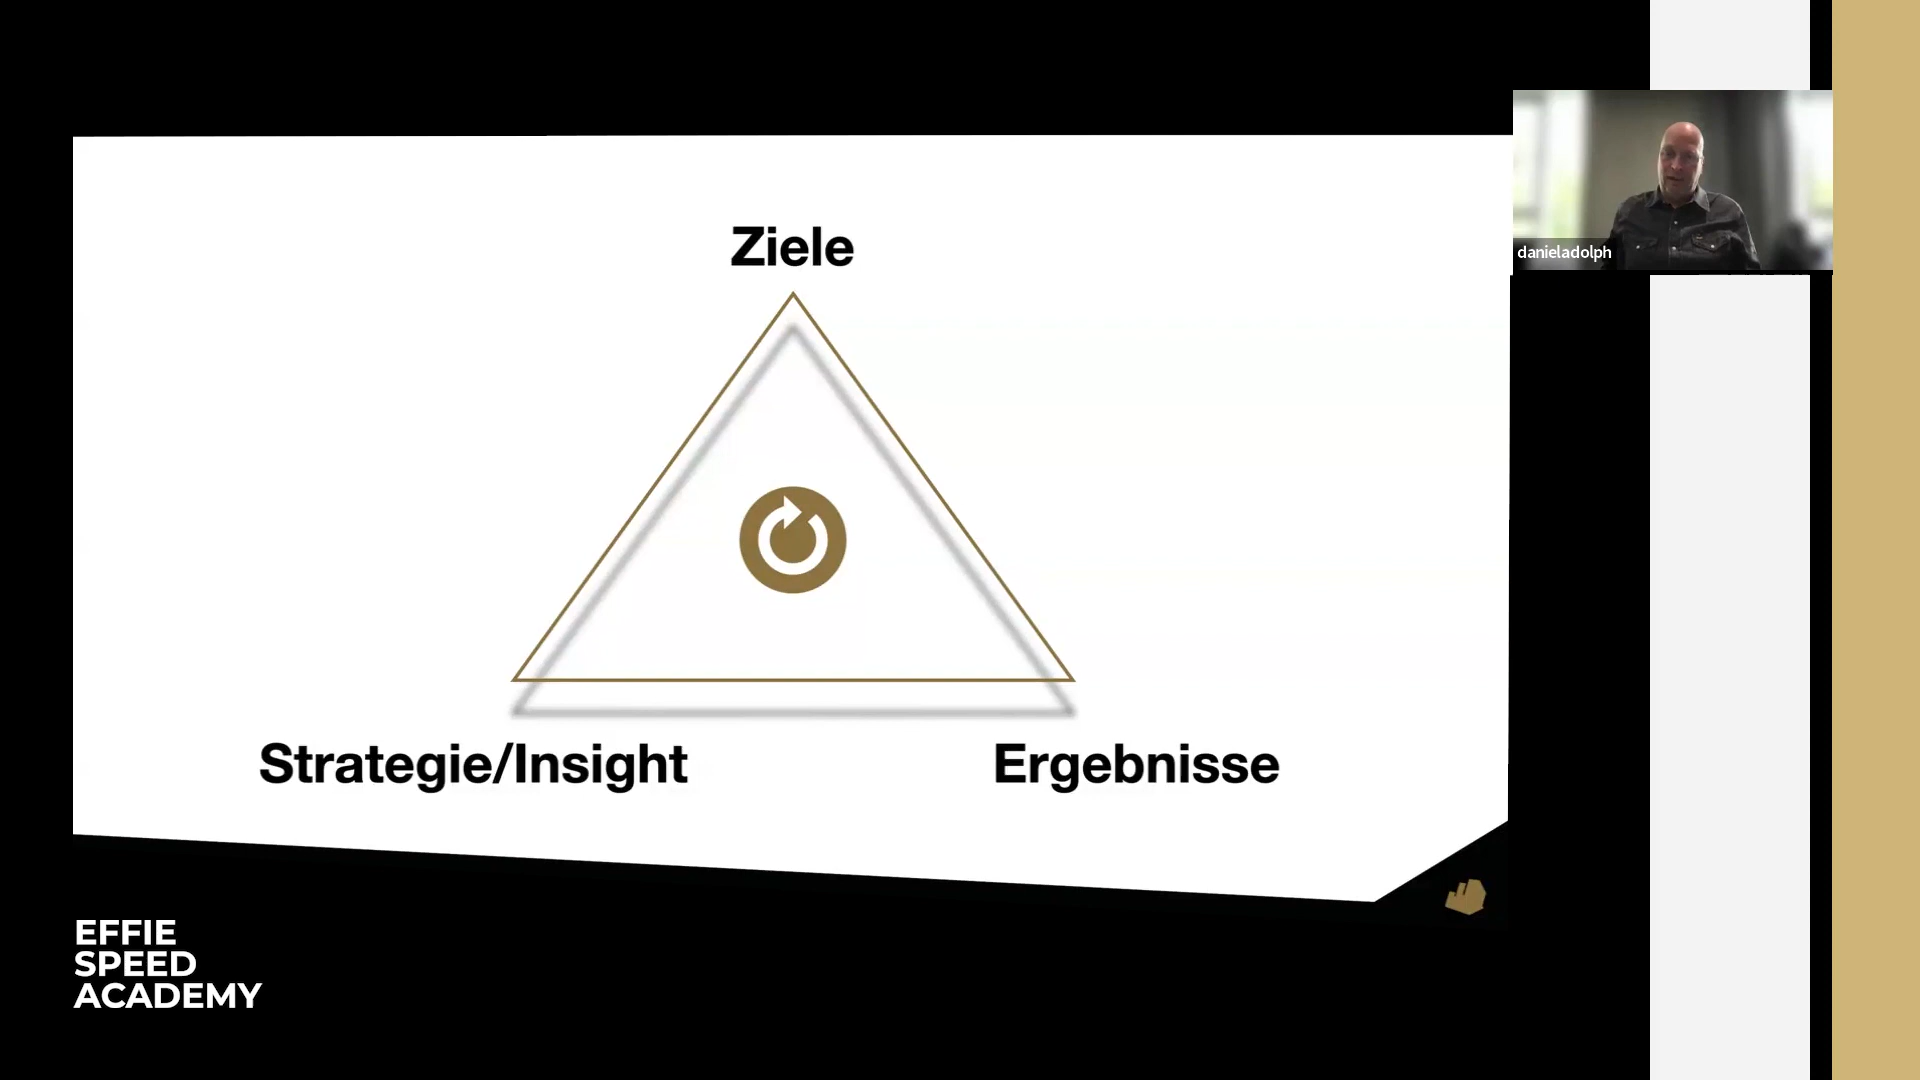 Ziele
danieladolph
Strategie/Insight
Ergebnisse
EFFIE
SPEED
ACADEMY